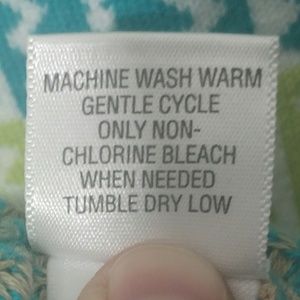 MACHINE WASH WARM
GENTLE CYCLE
ONLY NON-
CHLORINE BLEACH
WHEN NEEDED
TUMBLE DRY LOW